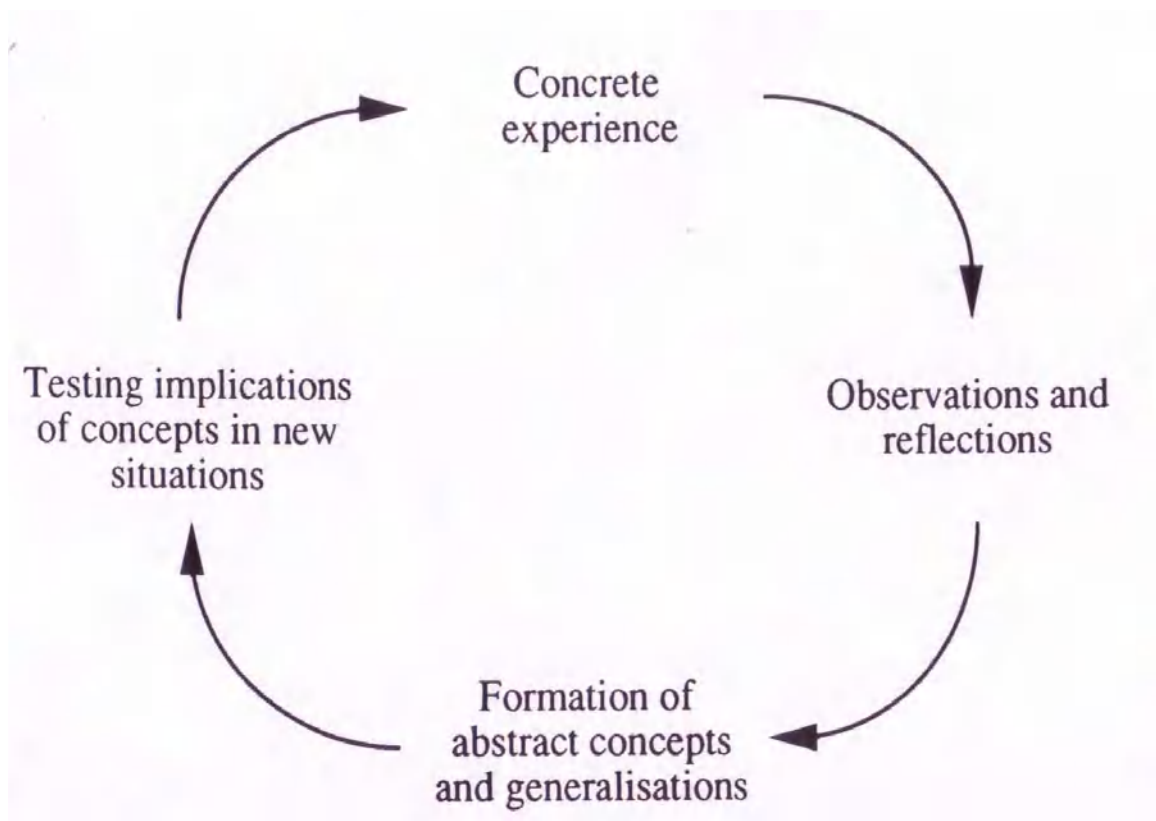 Concrete
experience
Observations and
reflections
Formation of
abstract concepts
and generalisations
Testing implications
of concepts in new
situations